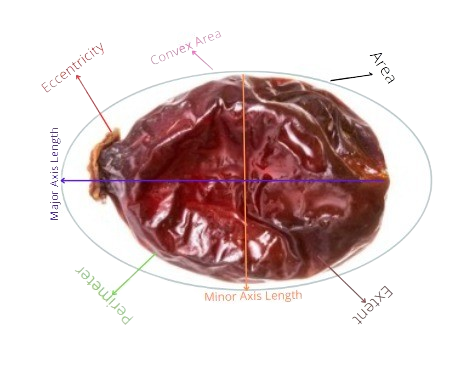 Convex Area
Eccentricity
Area
Major Axis Length
Minor Axis Length
Perimeter
Extent